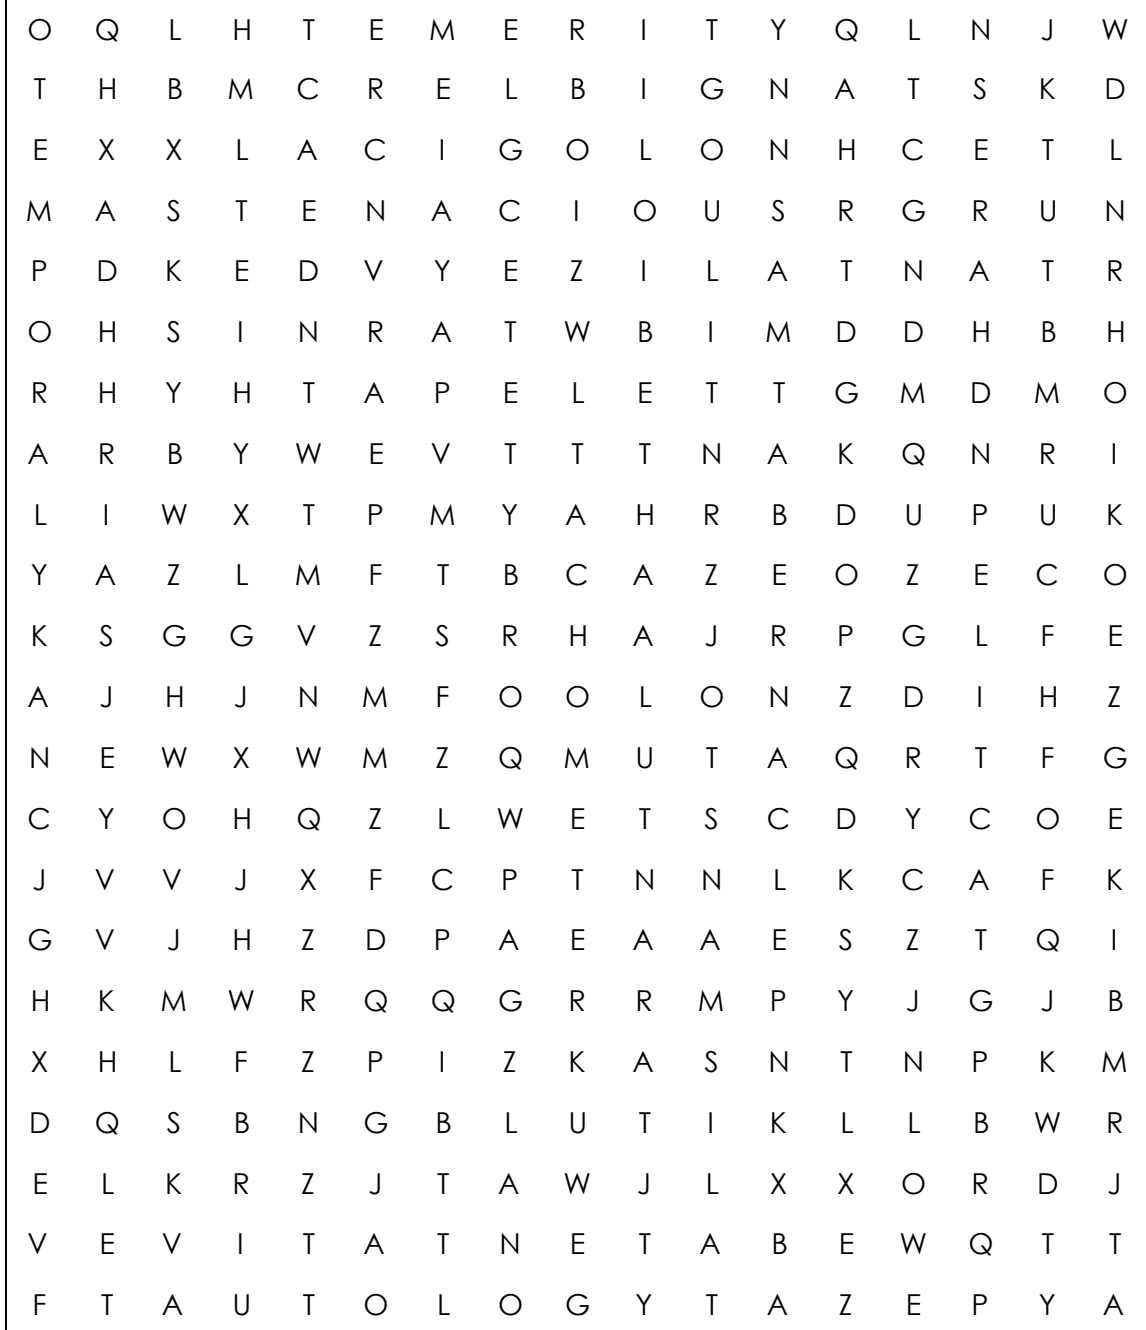 O Q L H T E M E R I T Y Q L N J W
T H B M C R E L B I G N A T S K D
E X X L A C I G O L O N H C E T L
M A S T E N A C I O U S R G R U N
P D K E D V Y E Z I L A T N A T R
O H S I N R A T W B I M D D H B H
R H Y H T A P E L E T T G M D M O
A R B Y W E V T T T N A K Q N R I
L I W X T P M Y A H R B D U P U K
Y A Z L M F T B C A Z E O Z E C O
K S G G V Z S R H A J R P G L F E
A J H J N M F O O L O N Z D I H Z
N E W X W M Z Q M U T A Q R T F G
C Y O H Q Z L W E T S C D Y C O E
J V V J X F C P T N N L K C A F K
G V J H Z D P A E A A E S Z T Q I
H K M W R Q Q G R R M P Y J G J B
X H L F Z P I Z K A S N T N P K M
D Q S B N G B L U T I K L L B W R
E L K R Z J T A W J L X X O R D J
V E V I T A T N E T A B E W Q T T
F T A U T O L O G Y T A Z E P Y A